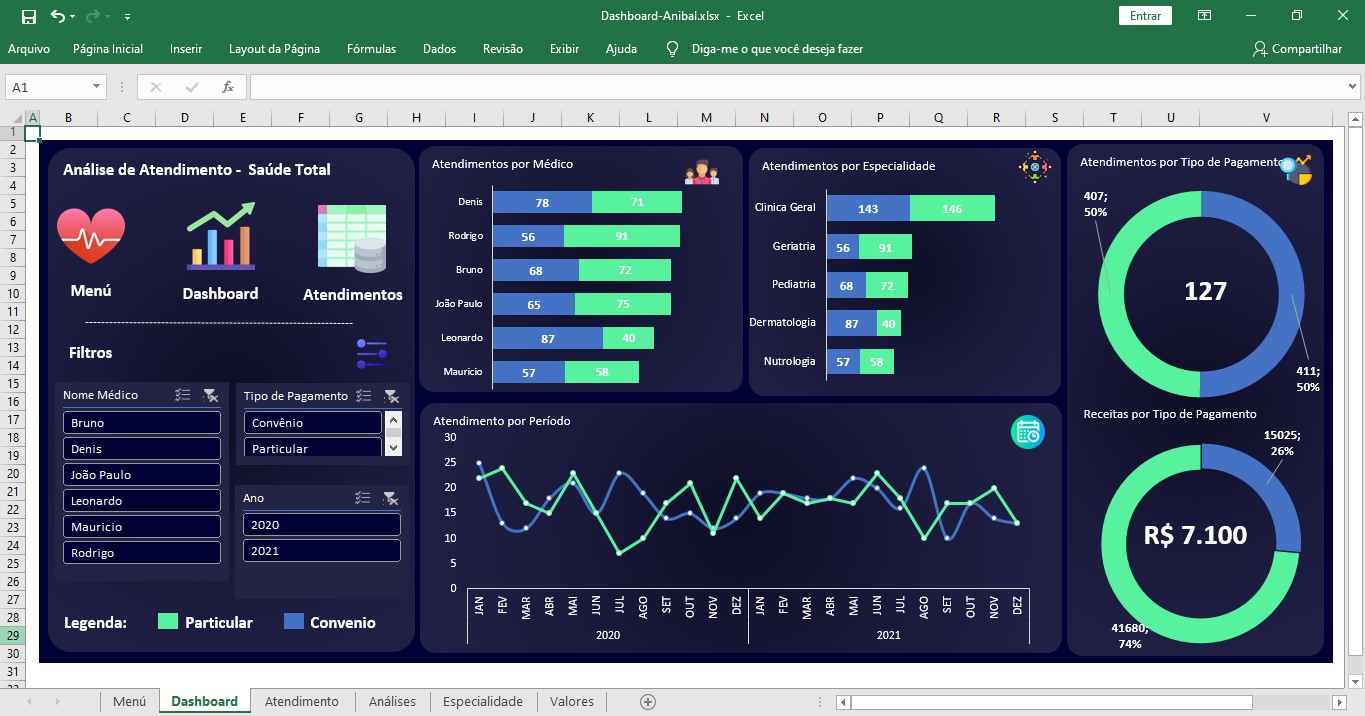 Dashboard-Anibal.xlsx - Excel
Entrar
Arquivo Página Inicial Inserir Layout da Página Fórmulas Dados Revisão Exibir Ajuda Diga-me o que você deseja fazer Compartilhar
A1 fx
A B C D E F G H I J K L M N O P Q R S T U V
1
2
3
4
5
6
7
8
9
10
11
12
13
14
15
16
17
18
19
20
21
22
23
24
25
26
27
28
29
30
31
Análise de Atendimento - Saúde Total
Menú
Dashboard
Atendimentos
Filtros
Nome Médico
Bruno
Denis
João Paulo
Leonardo
Mauricio
Rodrigo
Tipo de Pagamento
Convênio
Particular
Ano
2020
2021
Legenda: Particular Convenio
Atendimentos por Médico
Denis 78 71
Rodrigo 56 91
Bruno 68 72
João Paulo 65 75
Leonardo 87 40
Mauricio 57 58
Atendimentos por Especialidade
Clinica Geral 143 146
Geriatria 56 91
Pediatria 68 72
Dermatologia 87 40
Nutrologia 57 58
Atendimento por Período
30
25
20
15
10
5
0
JAN FEV MAR ABR MAI JUN JUL AGO SET OUT NOV DEZ JAN FEV MAR ABR MAI JUN JUL AGO SET OUT NOV DEZ
2020 2021
Atendimentos por Tipo de Pagamento
407;
50%
127
411;
50%
Receitas por Tipo de Pagamento
15025;
26%
R$ 7.100
41680;
74%
Menú Dashboard Atendimento Análises Especialidade Valores